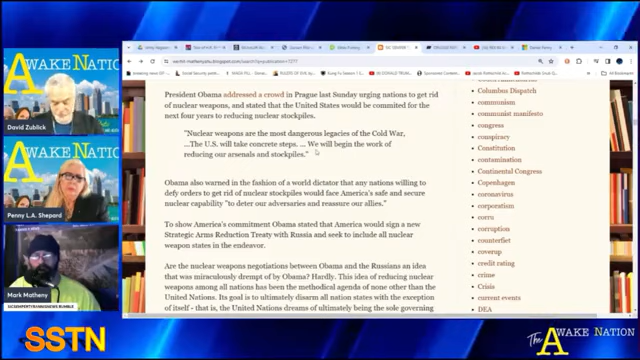 AWAKE NATION
David Zublick
AWAKE NATION
Penny L.A. Shepard
Mark Matheny
SSTN
President Obama addressed a crowd in Prague last Sunday urging nations to get rid
of nuclear weapons, and stated that the United States would be commited for the
next four years to reducing nuclear stockpiles.
"Nuclear weapons are the most dangerous legacies of the Cold War,
...The U.S. will take concrete steps. ... We will begin the work of
reducing our arsenals and stockpiles."
Obama also warned in the fashion of a world dictator that any nations willing to
defy orders to get rid of nuclear stockpiles would face America's safe and secure
nuclear capability "to deter our adversaries and reassure our allies."
To show America's commitment Obama stated that America would sign a new
Strategic Arms Reduction Treaty with Russia and seek to include all nuclear
weapon states in the endeavor.
Are the nuclear weapons negotiations between Obama and the Russians an idea
that was miraculously drempt of by Obama? Hardly. This idea of reducing nuclear
weapons among all nations has been the methodical agenda of none other than the
United Nations. Its goal is to ultimately disarm all nation states with the exception
of itself - that is, the United Nations dreams of ultimately being the sole governing
Columbus Dispatch
communism
communist manifesto
congress
conspiracy
Constitution
contamination
Continental Congress
Copenhagen
coronavirus
corporatism
corru
corruption
counterfiet
coverup
credit rating
crime
Crisis
current events
DEA
The AWAKE NATION